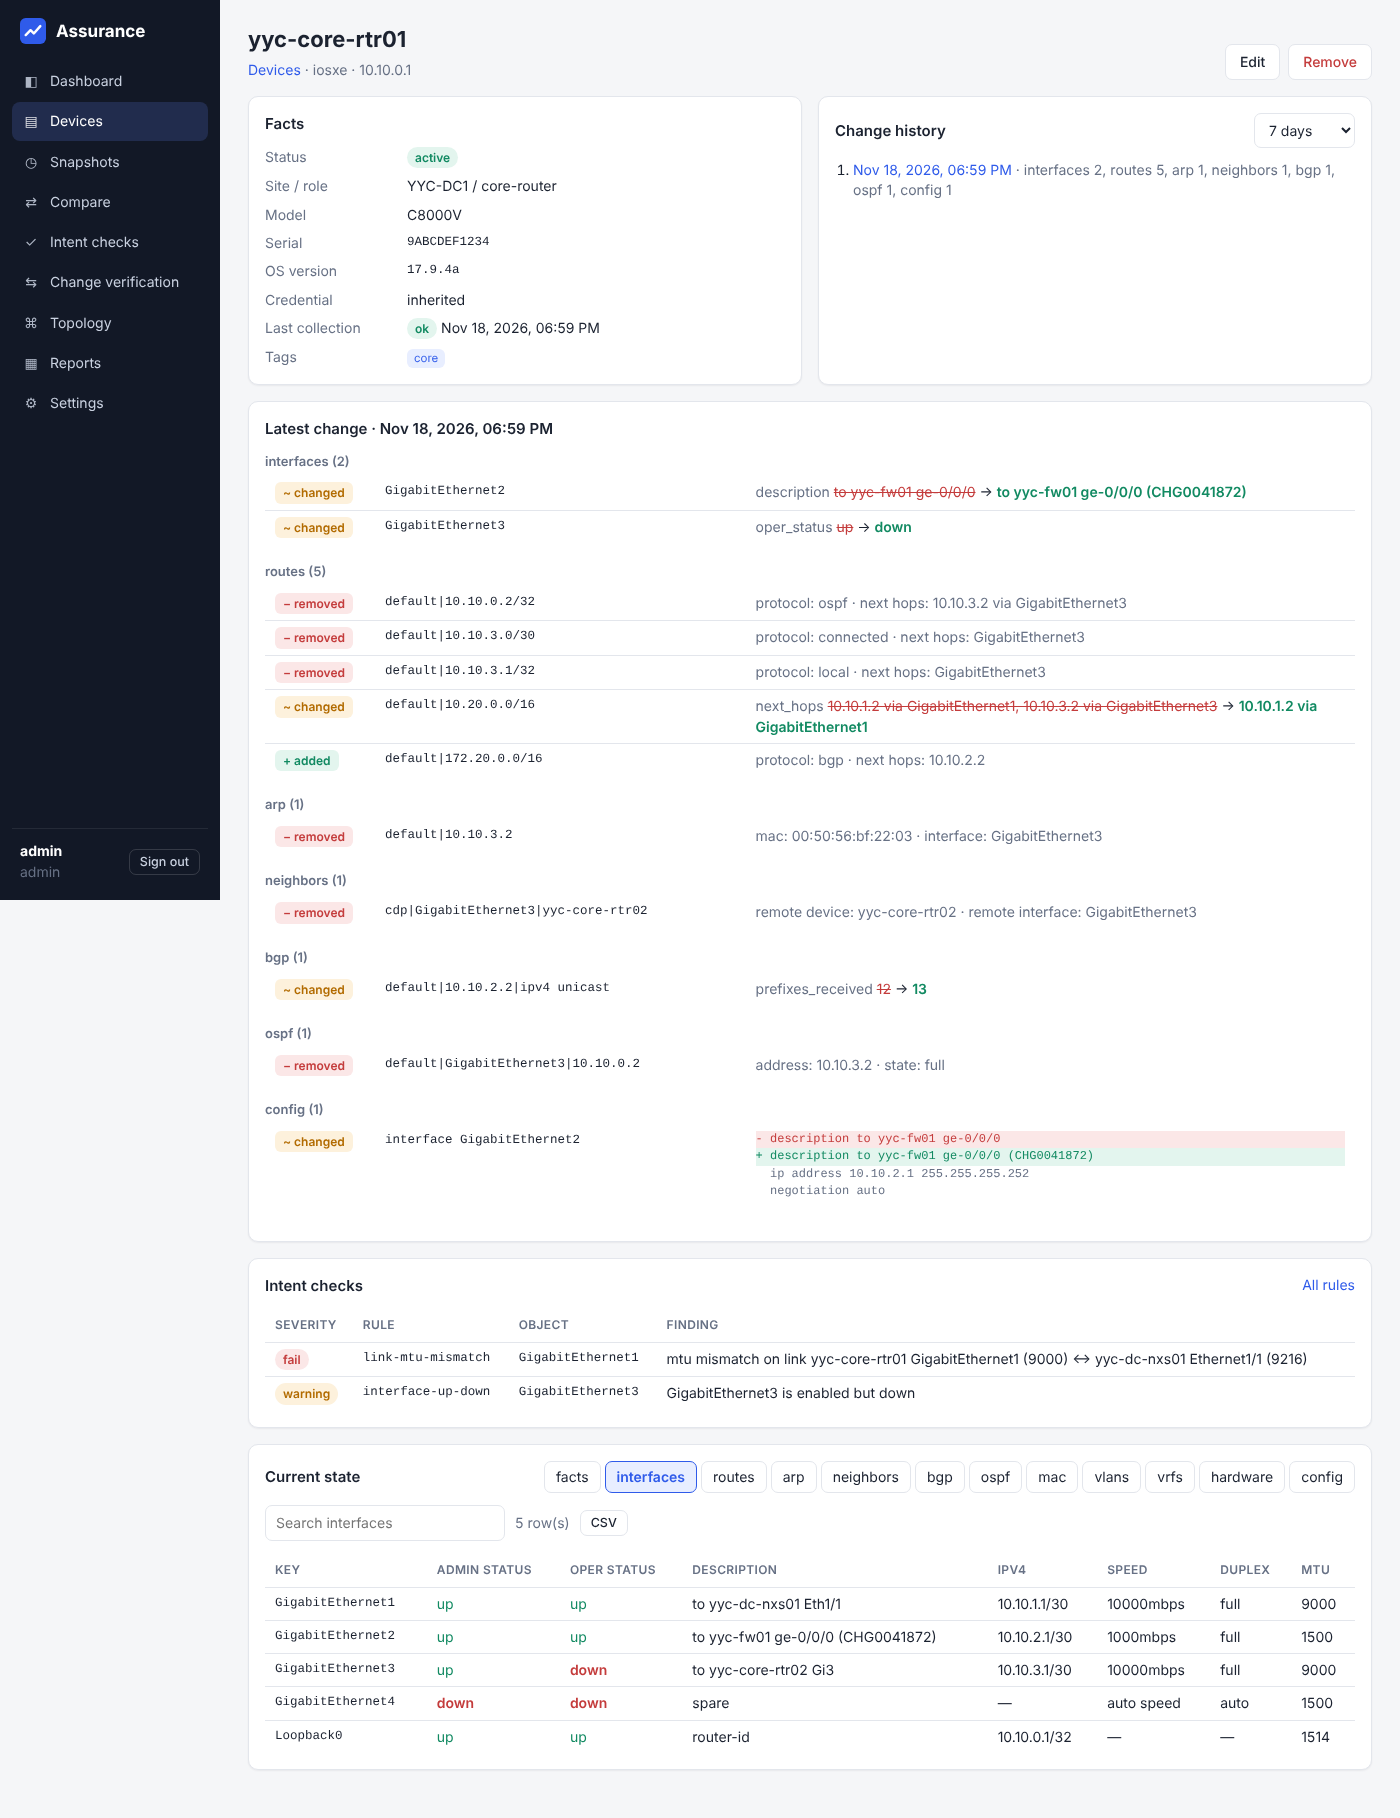 Assurance
Dashboard
Devices
Snapshots
Compare
Intent checks
Change verification
Topology
Reports
Settings
admin
admin
Sign out
yyc-core-rtr01
Devices · iosxe · 10.10.0.1
Edit
Remove
Facts
Status active
Site / role YYC-DC1 / core-router
Model C8000V
Serial 9ABCDEF1234
OS version 17.9.4a
Credential inherited
Last collection ok Nov 18, 2026, 06:59 PM
Tags core
Change history
7 days
1. Nov 18, 2026, 06:59 PM · interfaces 2, routes 5, arp 1, neighbors 1, bgp 1,
ospf 1, config 1
Latest change · Nov 18, 2026, 06:59 PM
interfaces (2)
~ changed GigabitEthernet2 description to yyc-fw01 ge-0/0/0 → to yyc-fw01 ge-0/0/0 (CHG0041872)
~ changed GigabitEthernet3 oper_status up → down
routes (5)
− removed default|10.10.0.2/32 protocol: ospf · next hops: 10.10.3.2 via GigabitEthernet3
− removed default|10.10.3.0/30 protocol: connected · next hops: GigabitEthernet3
− removed default|10.10.3.1/32 protocol: local · next hops: GigabitEthernet3
~ changed default|10.20.0.0/16 next_hops 10.10.1.2 via GigabitEthernet1, 10.10.3.2 via GigabitEthernet3 → 10.10.1.2 via
GigabitEthernet1
+ added default|172.20.0.0/16 protocol: bgp · next hops: 10.10.2.2
arp (1)
− removed default|10.10.3.2 mac: 00:50:56:bf:22:03 · interface: GigabitEthernet3
neighbors (1)
− removed cdp|GigabitEthernet3|yyc-core-rtr02 remote device: yyc-core-rtr02 · remote interface: GigabitEthernet3
bgp (1)
~ changed default|10.10.2.2|ipv4 unicast prefixes_received 12 → 13
ospf (1)
− removed default|GigabitEthernet3|10.10.0.2 address: 10.10.3.2 · state: full
config (1)
~ changed interface GigabitEthernet2 - description to yyc-fw01 ge-0/0/0
+ description to yyc-fw01 ge-0/0/0 (CHG0041872)
ip address 10.10.2.1 255.255.255.252
negotiation auto
Intent checks
All rules
SEVERITY RULE OBJECT FINDING
fail link-mtu-mismatch GigabitEthernet1 mtu mismatch on link yyc-core-rtr01 GigabitEthernet1 (9000) ↔ yyc-dc-nxs01 Ethernet1/1 (9216)
warning interface-up-down GigabitEthernet3 GigabitEthernet3 is enabled but down
Current state
facts interfaces routes arp neighbors bgp ospf mac vlans vrfs hardware config
Search interfaces 5 row(s) CSV
KEY ADMIN STATUS OPER STATUS DESCRIPTION IPV4 SPEED DUPLEX MTU
GigabitEthernet1 up up to yyc-dc-nxs01 Eth1/1 10.10.1.1/30 10000mbps full 9000
GigabitEthernet2 up up to yyc-fw01 ge-0/0/0 (CHG0041872) 10.10.2.1/30 1000mbps full 1500
GigabitEthernet3 up down to yyc-core-rtr02 Gi3 10.10.3.1/30 10000mbps full 9000
GigabitEthernet4 down down spare — auto speed auto 1500
Loopback0 up up router-id 10.10.0.1/32 — — 1514